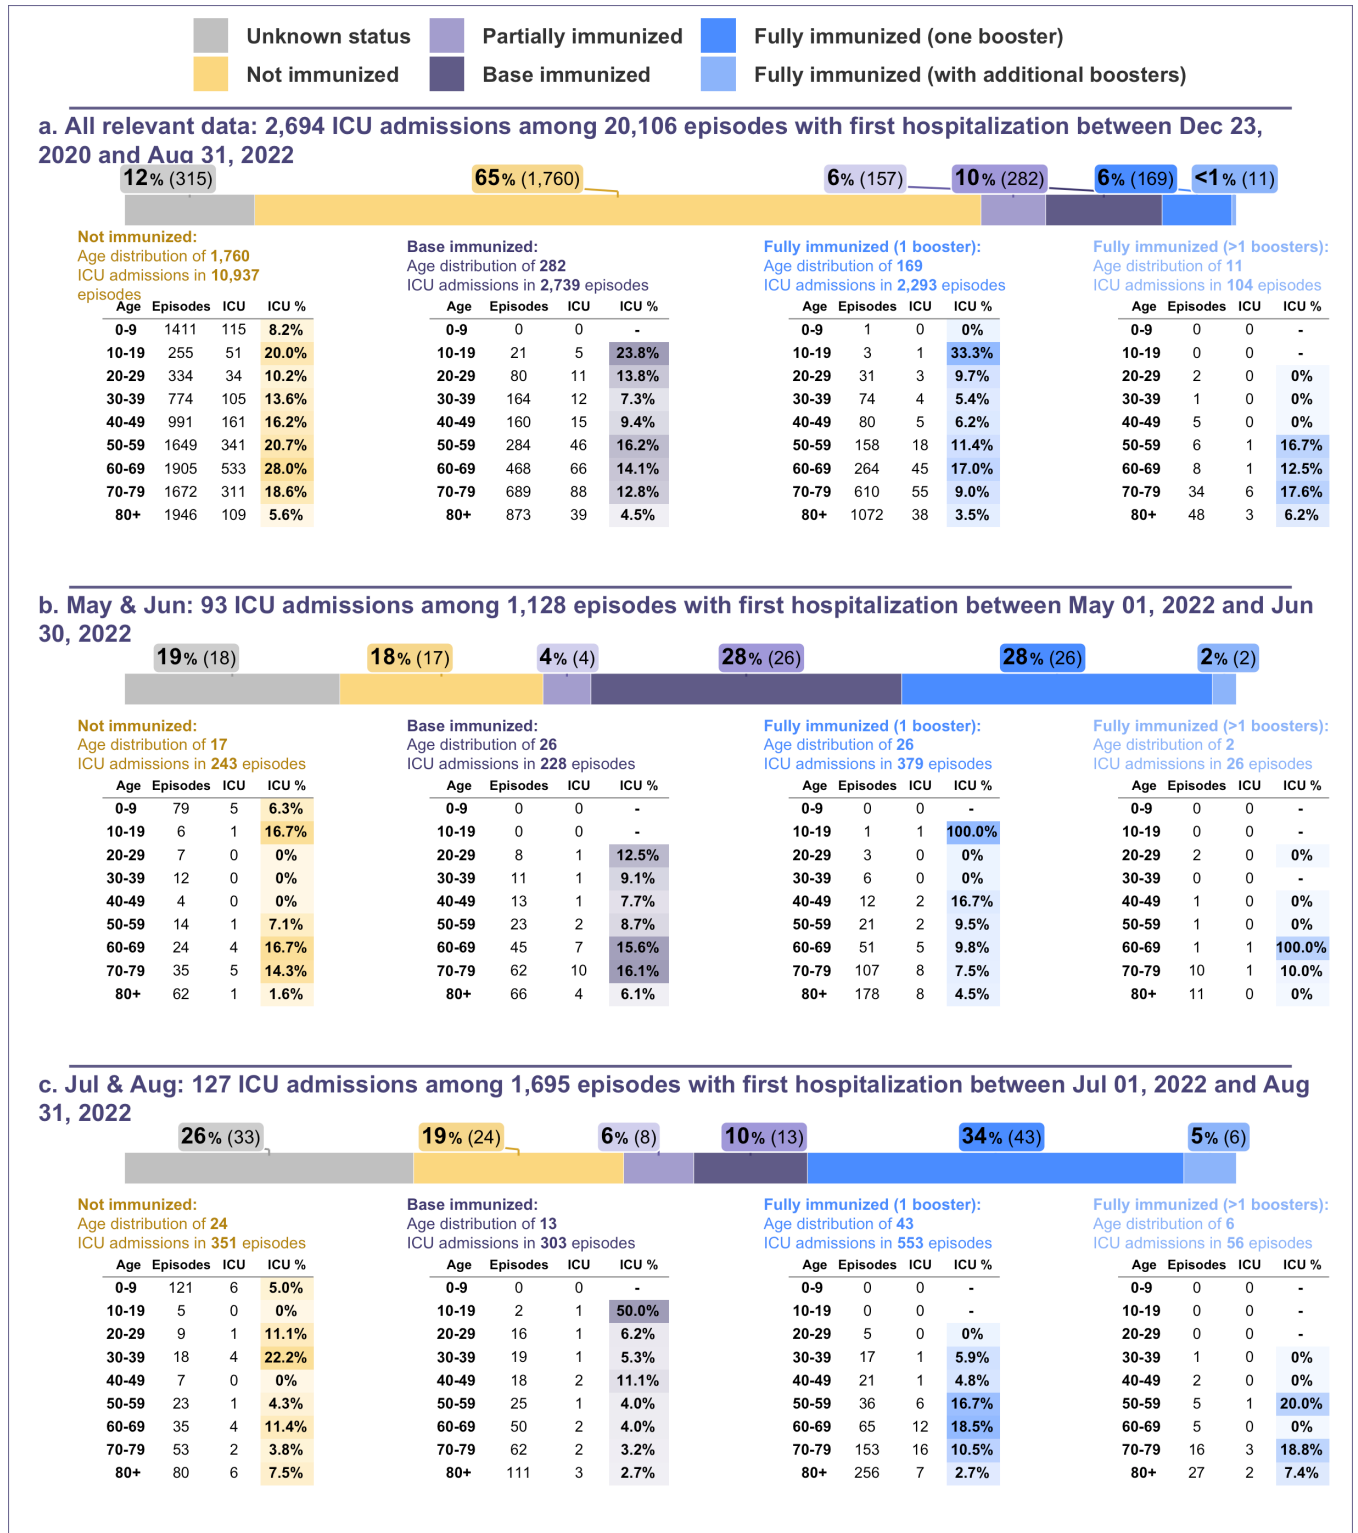 Unknown status
Partially immunized
Fully immunized (one booster)
Not immunized
Base immunized
Fully immunized (with additional boosters)
a. All relevant data: 2,694 ICU admissions among 20,106 episodes with first hospitalization between Dec 23,
2020 and Aug 31, 2022
12% (315) 65% (1,760) 6% (157) 10% (282) 6% (169) <1% (11)
Not immunized:
Age distribution of 1,760
ICU admissions in 10,937
episodes
Age Episodes ICU ICU %
0-9 1411 115 8.2%
10-19 255 51 20.0%
20-29 334 34 10.2%
30-39 774 105 13.6%
40-49 991 161 16.2%
50-59 1649 341 20.7%
60-69 1905 533 28.0%
70-79 1672 311 18.6%
80+ 1946 109 5.6%
Base immunized:
Age distribution of 282
ICU admissions in 2,739 episodes
Age Episodes ICU ICU %
0-9 0 0 -
10-19 21 5 23.8%
20-29 80 11 13.8%
30-39 164 12 7.3%
40-49 160 15 9.4%
50-59 284 46 16.2%
60-69 468 66 14.1%
70-79 689 88 12.8%
80+ 873 39 4.5%
Fully immunized (1 booster):
Age distribution of 169
ICU admissions in 2,293 episodes
Age Episodes ICU ICU %
0-9 1 0 0%
10-19 3 1 33.3%
20-29 31 3 9.7%
30-39 74 4 5.4%
40-49 80 5 6.2%
50-59 158 18 11.4%
60-69 264 45 17.0%
70-79 610 55 9.0%
80+ 1072 38 3.5%
Fully immunized (>1 boosters):
Age distribution of 11
ICU admissions in 104 episodes
Age Episodes ICU ICU %
0-9 0 0 -
10-19 0 0 -
20-29 2 0 0%
30-39 1 0 0%
40-49 5 0 0%
50-59 6 1 16.7%
60-69 8 1 12.5%
70-79 34 6 17.6%
80+ 48 3 6.2%
b. May & Jun: 93 ICU admissions among 1,128 episodes with first hospitalization between May 01, 2022 and Jun
30, 2022
19% (18) 18% (17) 4% (4) 28% (26) 28% (26) 2% (2)
Not immunized:
Age distribution of 17
ICU admissions in 243 episodes
Age Episodes ICU ICU %
0-9 79 5 6.3%
10-19 6 1 16.7%
20-29 7 0 0%
30-39 12 0 0%
40-49 4 0 0%
50-59 14 1 7.1%
60-69 24 4 16.7%
70-79 35 5 14.3%
80+ 62 1 1.6%
Base immunized:
Age distribution of 26
ICU admissions in 228 episodes
Age Episodes ICU ICU %
0-9 0 0 -
10-19 0 0 -
20-29 8 1 12.5%
30-39 11 1 9.1%
40-49 13 1 7.7%
50-59 23 2 8.7%
60-69 45 7 15.6%
70-79 62 10 16.1%
80+ 66 4 6.1%
Fully immunized (1 booster):
Age distribution of 26
ICU admissions in 379 episodes
Age Episodes ICU ICU %
0-9 0 0 -
10-19 1 1 100.0%
20-29 3 0 0%
30-39 6 0 0%
40-49 12 2 16.7%
50-59 21 2 9.5%
60-69 51 5 9.8%
70-79 107 8 7.5%
80+ 178 8 4.5%
Fully immunized (>1 boosters):
Age distribution of 2
ICU admissions in 26 episodes
Age Episodes ICU ICU %
0-9 0 0 -
10-19 0 0 -
20-29 2 0 0%
30-39 0 0 -
40-49 1 0 0%
50-59 1 0 0%
60-69 1 1 100.0%
70-79 10 1 10.0%
80+ 11 0 0%
c. Jul & Aug: 127 ICU admissions among 1,695 episodes with first hospitalization between Jul 01, 2022 and Aug
31, 2022
26% (33) 19% (24) 6% (8) 10% (13) 34% (43) 5% (6)
Not immunized:
Age distribution of 24
ICU admissions in 351 episodes
Age Episodes ICU ICU %
0-9 121 6 5.0%
10-19 5 0 0%
20-29 9 1 11.1%
30-39 18 4 22.2%
40-49 7 0 0%
50-59 23 1 4.3%
60-69 35 4 11.4%
70-79 53 2 3.8%
80+ 80 6 7.5%
Base immunized:
Age distribution of 13
ICU admissions in 303 episodes
Age Episodes ICU ICU %
0-9 0 0 -
10-19 2 1 50.0%
20-29 16 1 6.2%
30-39 19 1 5.3%
40-49 18 2 11.1%
50-59 25 1 4.0%
60-69 50 2 4.0%
70-79 62 2 3.2%
80+ 111 3 2.7%
Fully immunized (1 booster):
Age distribution of 43
ICU admissions in 553 episodes
Age Episodes ICU ICU %
0-9 0 0 -
10-19 0 0 -
20-29 5 0 0%
30-39 17 1 5.9%
40-49 21 1 4.8%
50-59 36 6 16.7%
60-69 65 12 18.5%
70-79 153 16 10.5%
80+ 256 7 2.7%
Fully immunized (>1 boosters):
Age distribution of 6
ICU admissions in 56 episodes
Age Episodes ICU ICU %
0-9 0 0 -
10-19 0 0 -
20-29 0 0 -
30-39 1 0 0%
40-49 2 0 0%
50-59 5 1 20.0%
60-69 5 0 0%
70-79 16 3 18.8%
80+ 27 2 7.4%